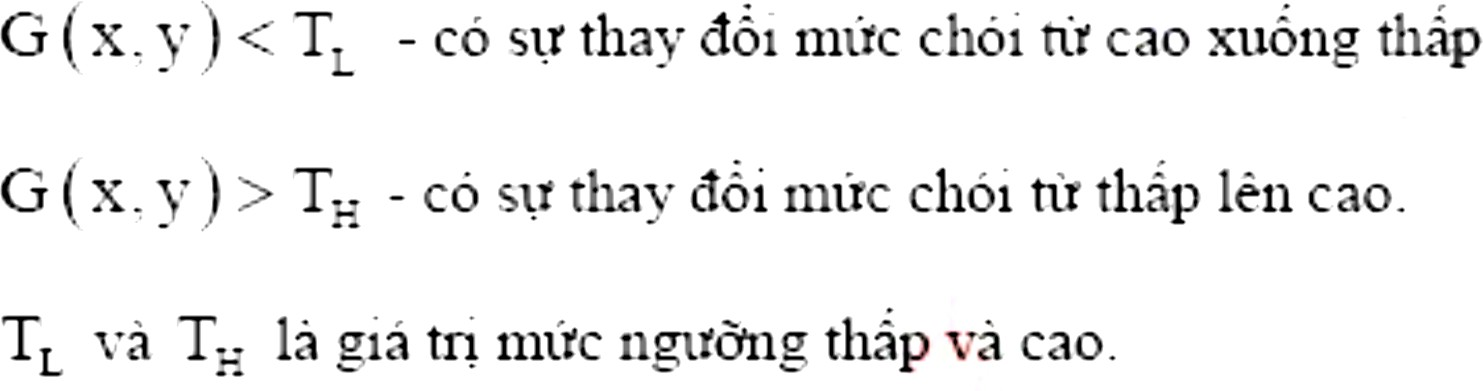 G(x,y) < T_L - có sự thay đổi mức chói từ cao xuống thấp
G(x,y) > T_H - có sự thay đổi mức chói từ thấp lên cao.
T_L và T_H là giá trị mức ngưỡng thấp và cao.